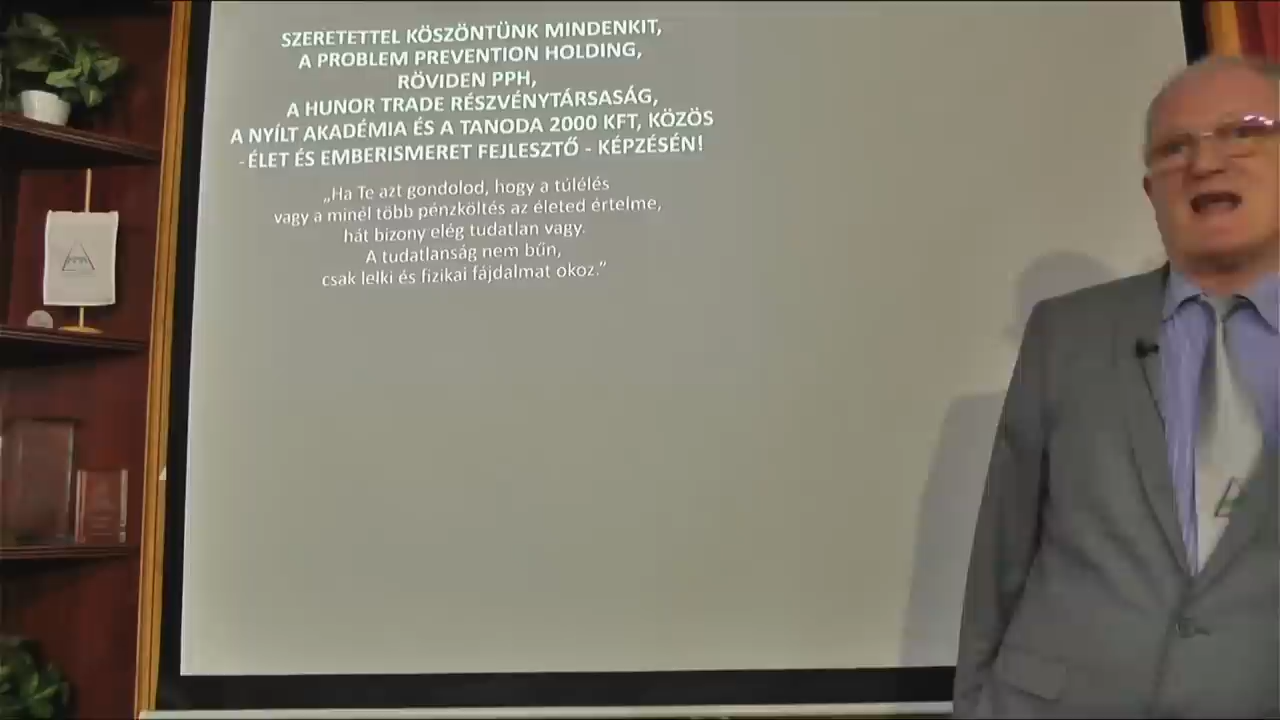 SZERETETTEL KÖSZÖNTÜNK MINDENKIT,
A PROBLEM PREVENTION HOLDING,
RÖVIDEN PPH,
A HUNOR TRADE RÉSZVÉNYTÁRSASÁG,
A NYÍLT AKADÉMIA ÉS A TANODA 2000 KFT, KÖZÖS
- ÉLET ÉS EMBERISMERET FEJLESZTŐ - KÉPZÉSÉN!
„Ha Te azt gondolod, hogy a túlélés
vagy a minél több pénzköltés az életed értelme,
hát bizony elég tudatlan vagy.
A tudatlanság nem bűn,
csak lelki és fizikai fájdalmat okoz.”